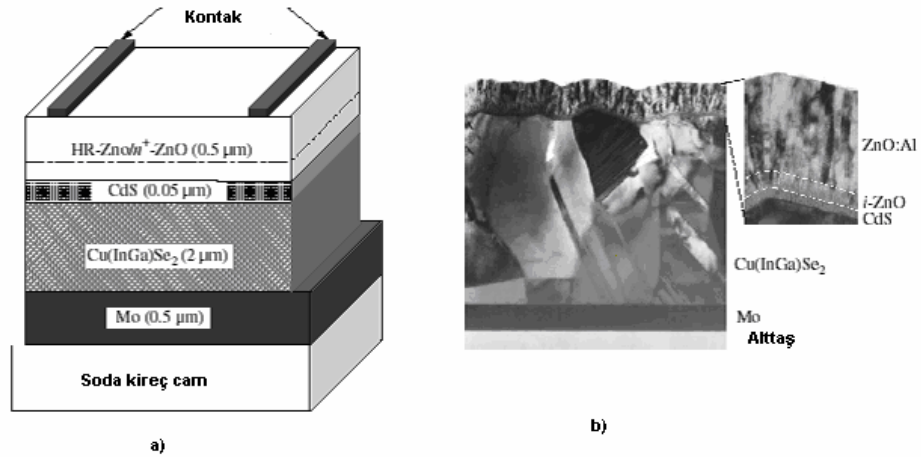 Kontak
HR-Zno/n⁺-ZnO (0.5 µm)
CdS (0.05 µm)
Cu(InGa)Se₂ (2 µm)
Mo (0.5 µm)
Soda kireç cam
a)
ZnO:Al
i-ZnO
CdS
Cu(InGa)Se₂
Mo
Alttaş
b)